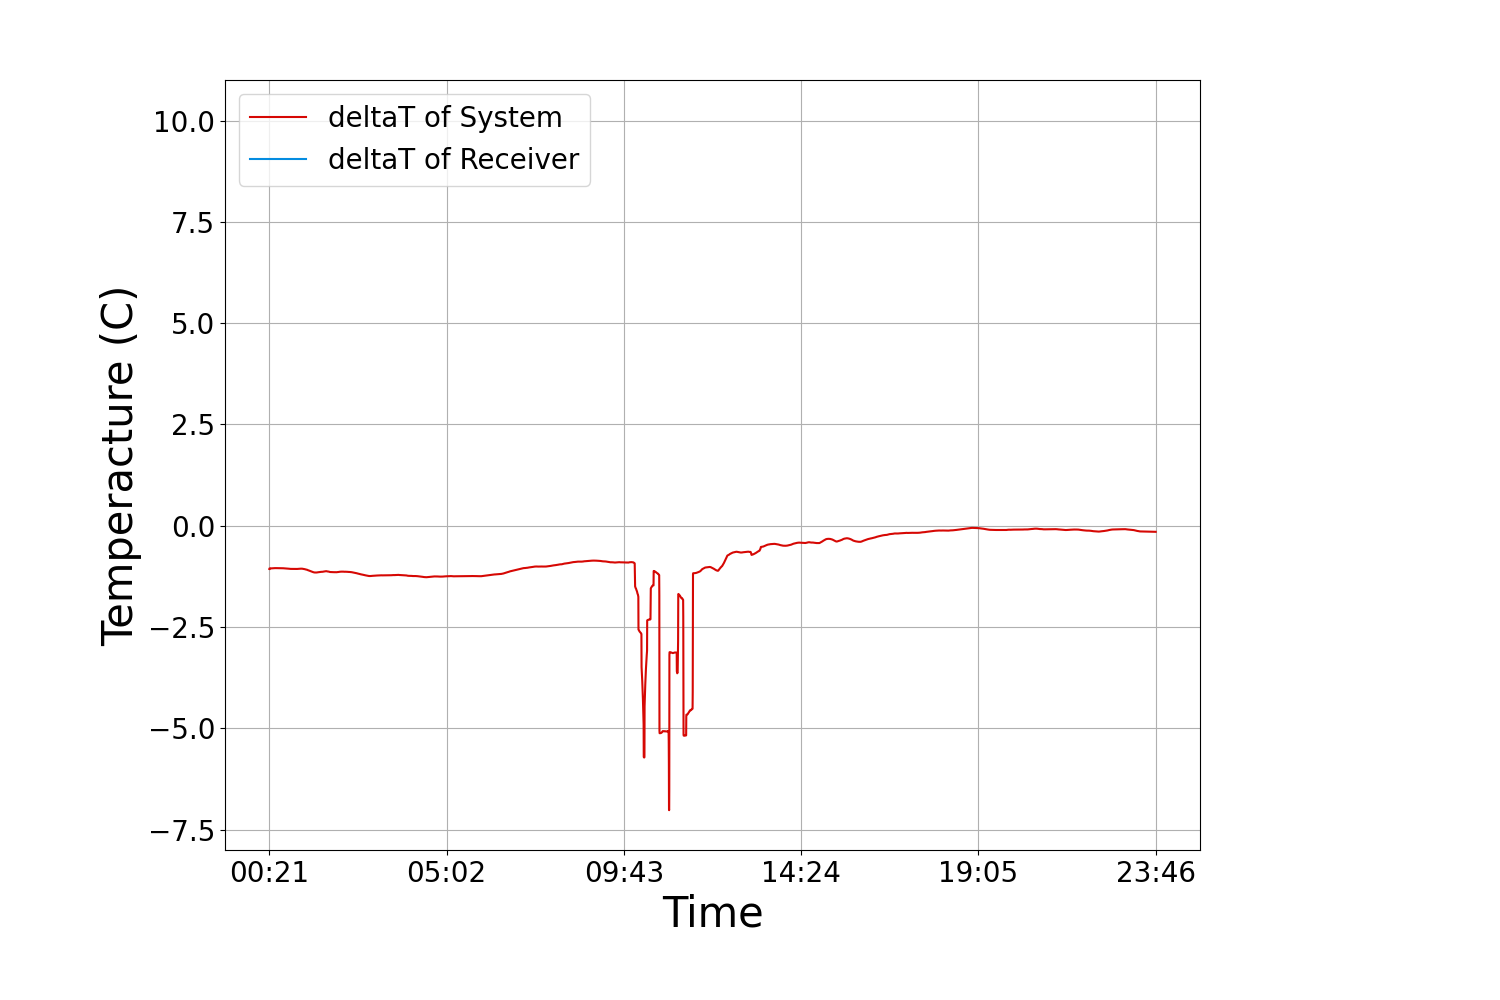 deltaT of System
deltaT of Receiver
10.0
7.5
5.0
2.5
0.0
−2.5
−5.0
−7.5
Temperacture (C)
00:21 05:02 09:43 14:24 19:05 23:46
Time